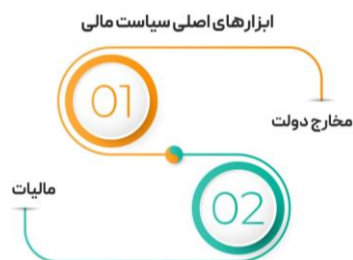 ابزارهای اصلی سیاست مالی
01
مخارج دولت
مالیات
02